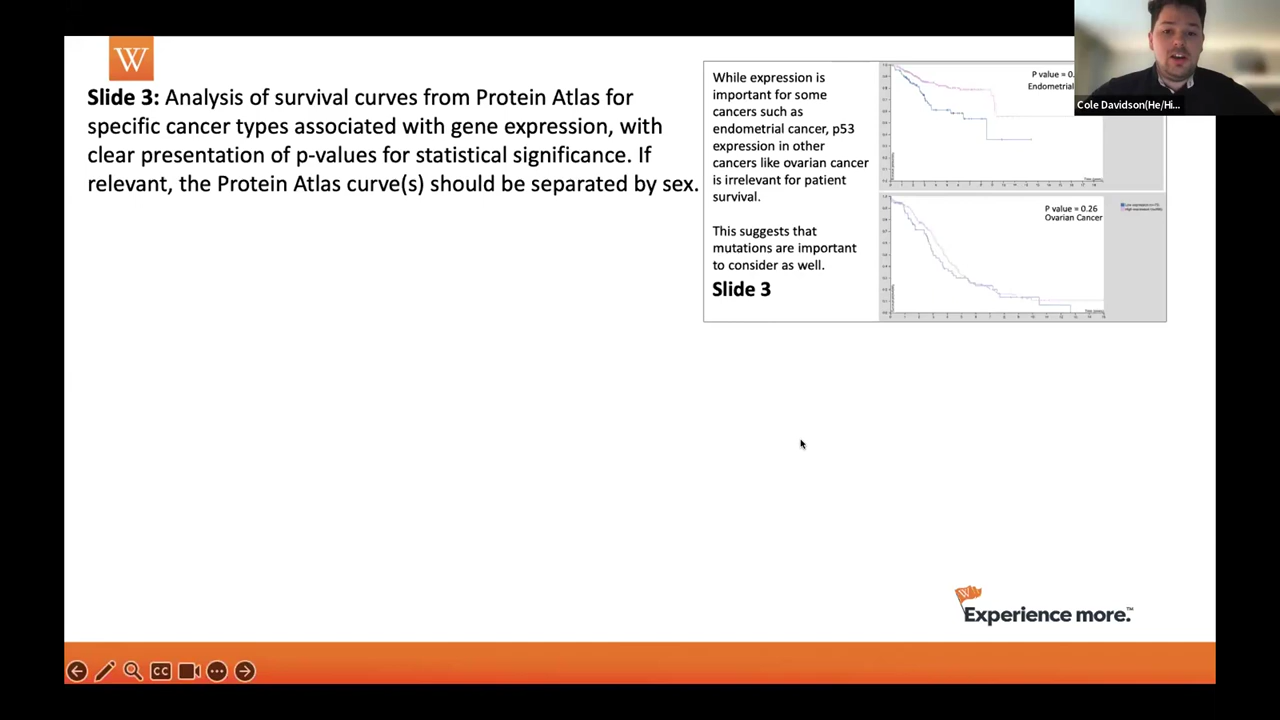 W
Slide 3: Analysis of survival curves from Protein Atlas for
specific cancer types associated with gene expression, with
clear presentation of p-values for statistical significance. If
relevant, the Protein Atlas curve(s) should be separated by sex.
While expression is
important for some
cancers such as
endometrial cancer, p53
expression in other
cancers like ovarian cancer
is irrelevant for patient
survival.
This suggests that
mutations are important
to consider as well.
Slide 3
P value = 0.
Endometrial
P value = 0.26
Ovarian Cancer
Cole Davidson(He/Hi...
W
Experience more.™
CC